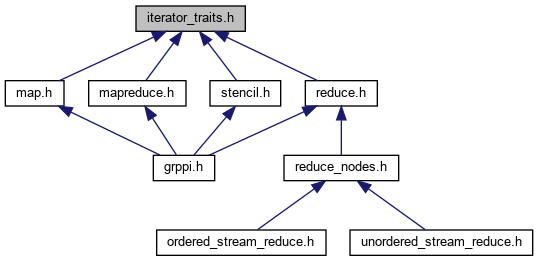 iterator_traits.h
map.h
mapreduce.h
stencil.h
reduce.h
grppi.h
reduce_nodes.h
ordered_stream_reduce.h
unordered_stream_reduce.h